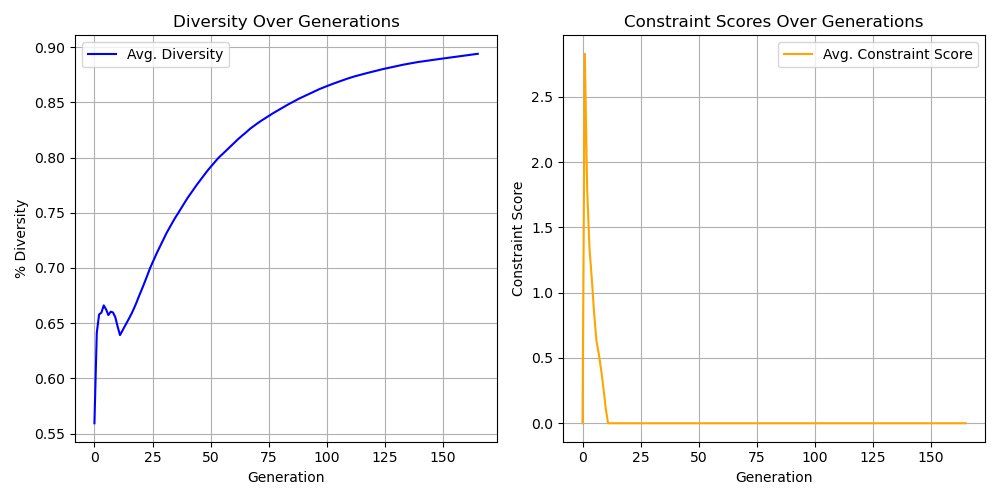 Diversity Over Generations
Avg. Diversity
% Diversity
0.90
0.85
0.80
0.75
0.70
0.65
0.60
0.55
0 25 50 75 100 125 150
Generation
Constraint Scores Over Generations
Avg. Constraint Score
Constraint Score
2.5
2.0
1.5
1.0
0.5
0.0
0 25 50 75 100 125 150
Generation